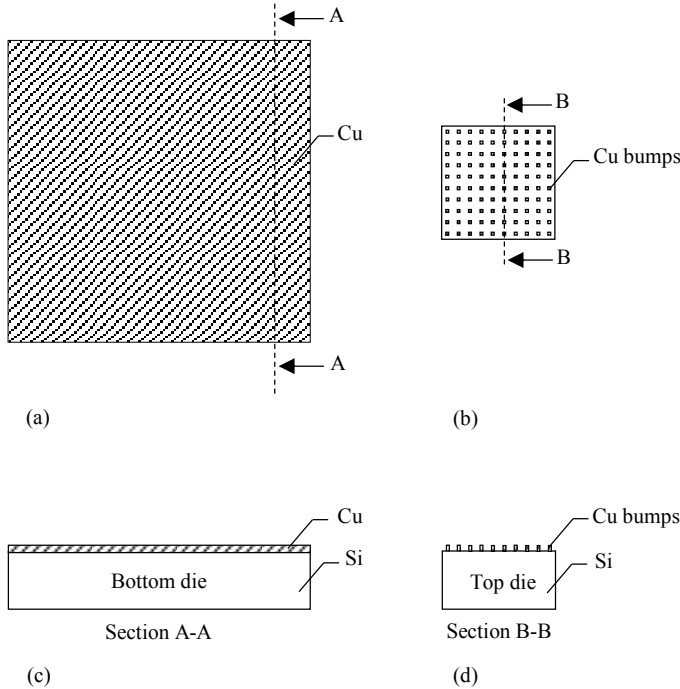 A
Cu
B
Cu bumps
B
A
(a)
(b)
Cu
Si
Bottom die
Section A-A
(c)
Cu bumps
Si
Top die
Section B-B
(d)